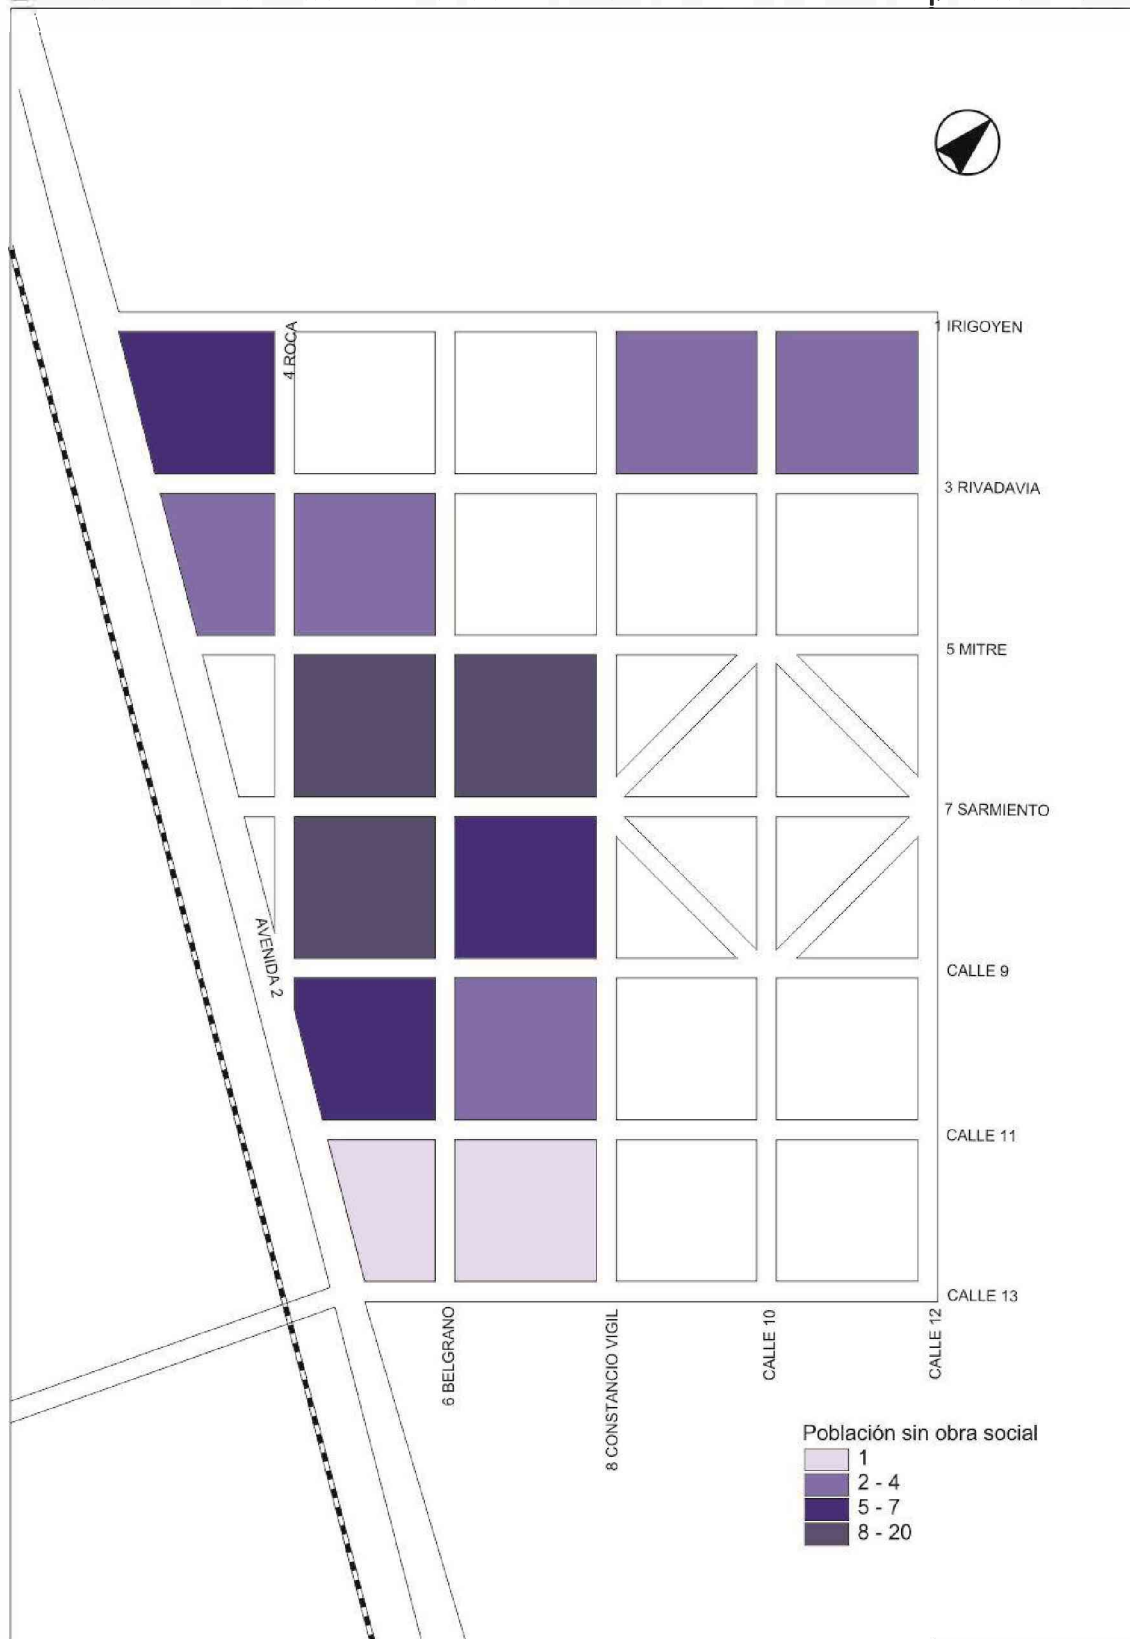 1 IRIGOYEN
4 ROCA
3 RIVADAVIA
5 MITRE
7 SARMIENTO
AVENIDA 2
CALLE 9
CALLE 11
CALLE 13
6 BELGRANO
8 CONSTANCIO VIGIL
CALLE 10
CALLE 12
Población sin obra social
1
2 - 4
5 - 7
8 - 20